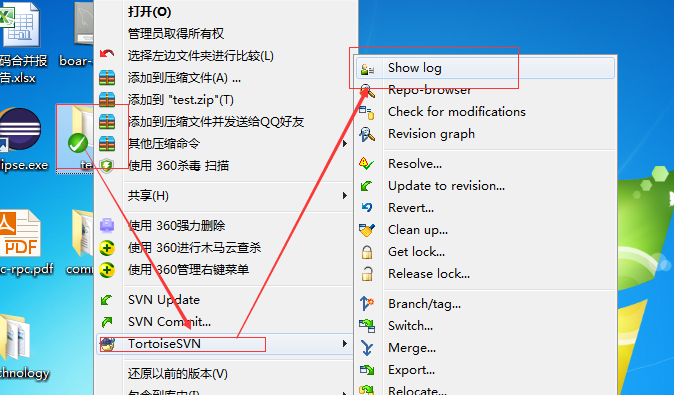 码合并报
告.xlsx
boar-
ipse.exe
te
c-rpc.pdf
comm
chnology
打开(O)
管理员取得所有权
选择左边文件夹进行比较(L)
添加到压缩文件(A) ...
添加到 "test.zip"(T)
添加到压缩文件并发送给QQ好友
其他压缩命令
使用 360杀毒 扫描
共享(H)
使用 360强力删除
使用 360进行木马云查杀
使用 360管理右键菜单
SVN Update
SVN Commit...
TortoiseSVN
还原以前的版本(V)
包含到库中(I)
Show log
Repo-browser
Check for modifications
Revision graph
Resolve...
Update to revision...
Revert...
Clean up...
Get lock...
Release lock...
Branch/tag...
Switch...
Merge...
Export...
Relocate...